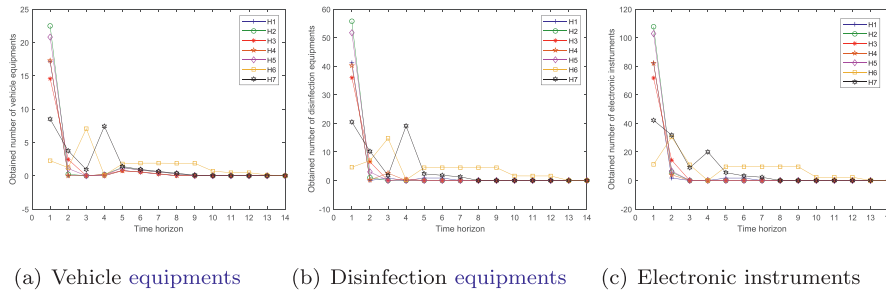 25
20
15
10
5
0
-5
Obtained number of vehicle equipments
0 1 2 3 4 5 6 7 8 9 10 11 12 13 14
Time horizon
H1
H2
H3
H4
H5
H6
H7
60
50
40
30
20
10
0
-10
Obtained number of disinfection equipments
0 1 2 3 4 5 6 7 8 9 10 11 12 13 14
Time horizon
H1
H2
H3
H4
H5
H6
H7
120
100
80
60
40
20
0
-20
Obtained number of electronic instruments
0 1 2 3 4 5 6 7 8 9 10 11 12 13 14
Time horizon
H1
H2
H3
H4
H5
H6
H7
(a) Vehicle equipments
(b) Disinfection equipments
(c) Electronic instruments